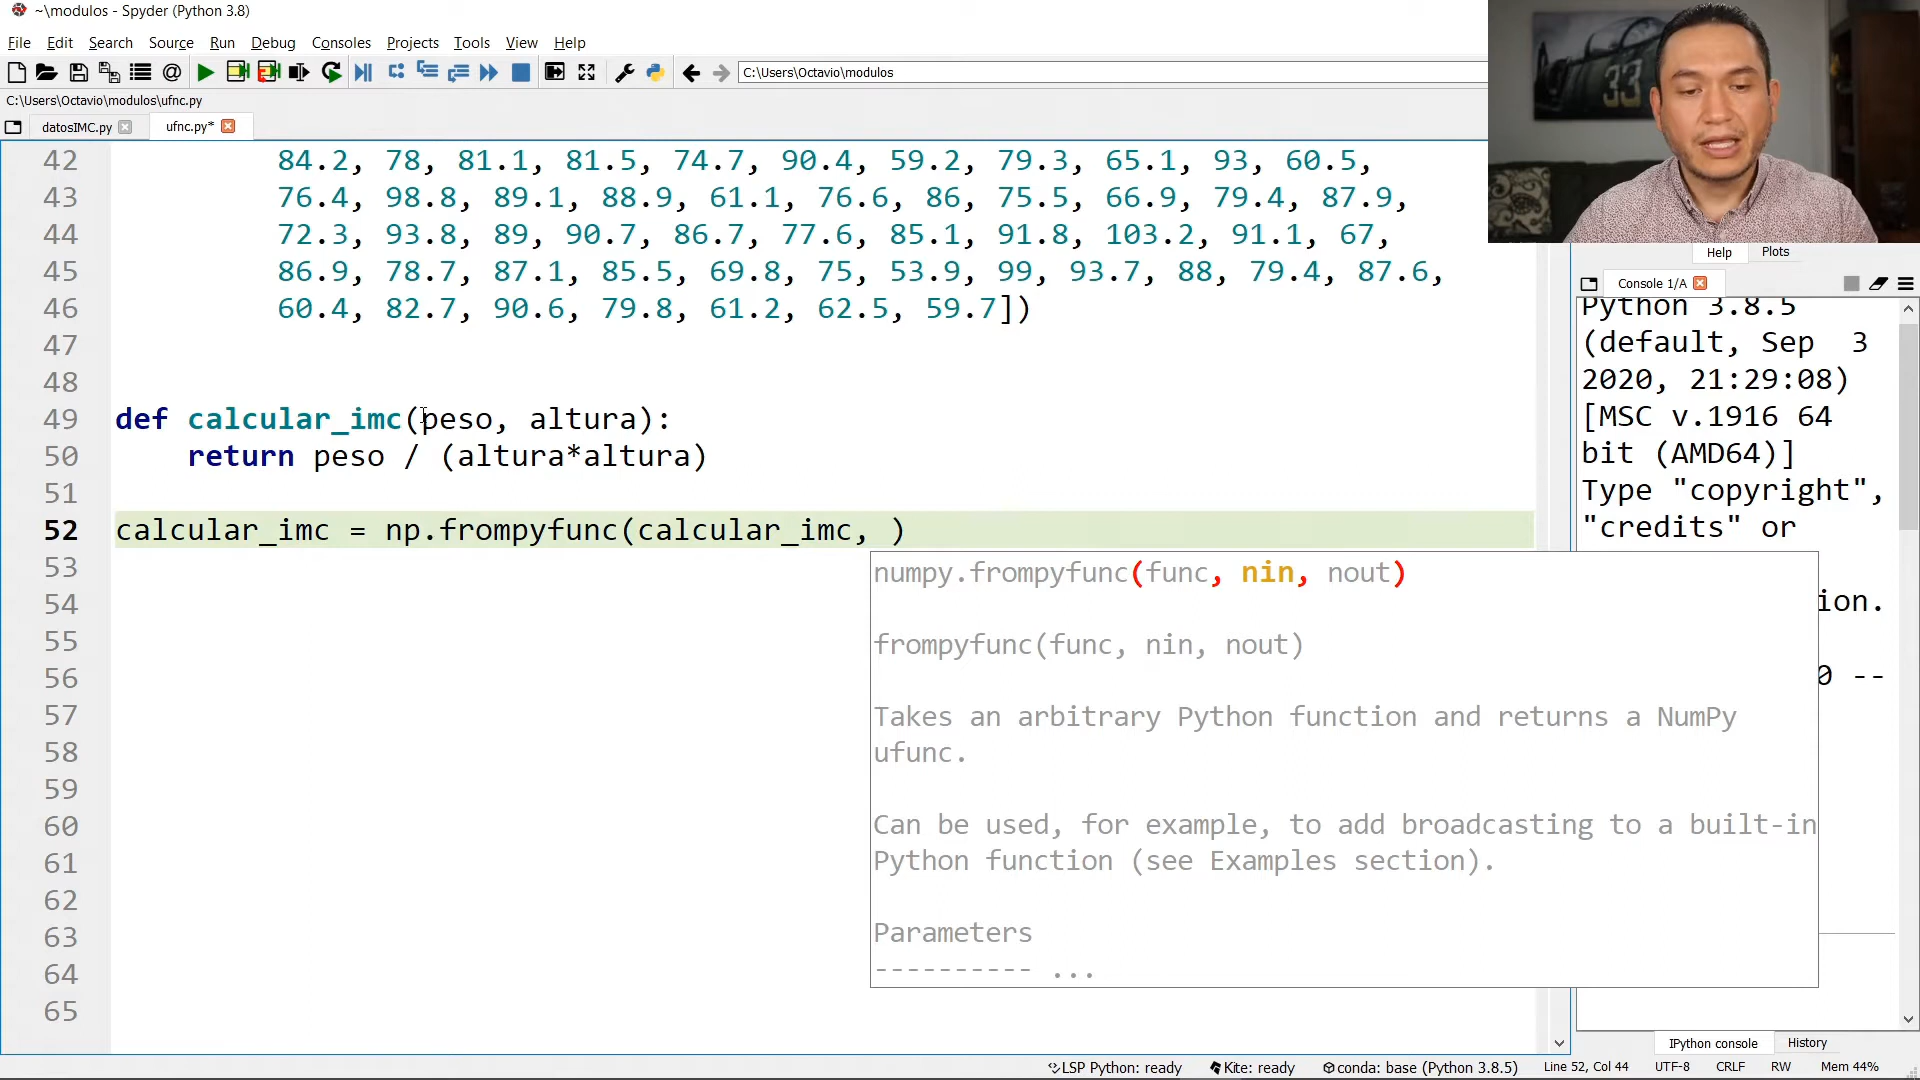 ~\modulos - Spyder (Python 3.8)
File Edit Search Source Run Debug Consoles Projects Tools View Help
C:\Users\Octavio\modulos
C:\Users\Octavio\modulos\ufnc.py
datosIMC.py ufnc.py*
33
Help Plots
Console 1/A
42 84.2, 78, 81.1, 81.5, 74.7, 90.4, 59.2, 79.3, 65.1, 93, 60.5,
43 76.4, 98.8, 89.1, 88.9, 61.1, 76.6, 86, 75.5, 66.9, 79.4, 87.9,
44 72.3, 93.8, 89, 90.7, 86.7, 77.6, 85.1, 91.8, 103.2, 91.1, 67,
45 86.9, 78.7, 87.1, 85.5, 69.8, 75, 53.9, 99, 93.7, 88, 79.4, 87.6,
46 60.4, 82.7, 90.6, 79.8, 61.2, 62.5, 59.7])
47
48
49 def calcular_imc(peso, altura):
50 return peso / (altura*altura)
51
52 calcular_imc = np.frompyfunc(calcular_imc, )
53
54
55
56
57
58
59
60
61
62
63
64
65
numpy.frompyfunc(func, nin, nout)
frompyfunc(func, nin, nout)
Takes an arbitrary Python function and returns a NumPy
ufunc.
Can be used, for example, to add broadcasting to a built-in
Python function (see Examples section).
Parameters
---------- ...
Python 3.8.5
(default, Sep 3
2020, 21:29:08)
[MSC v.1916 64
bit (AMD64)]
Type "copyright",
"credits" or
ion.
0 --
IPython console History
LSP Python: ready Kite: ready conda: base (Python 3.8.5) Line 52, Col 44 UTF-8 CRLF RW Mem 44%